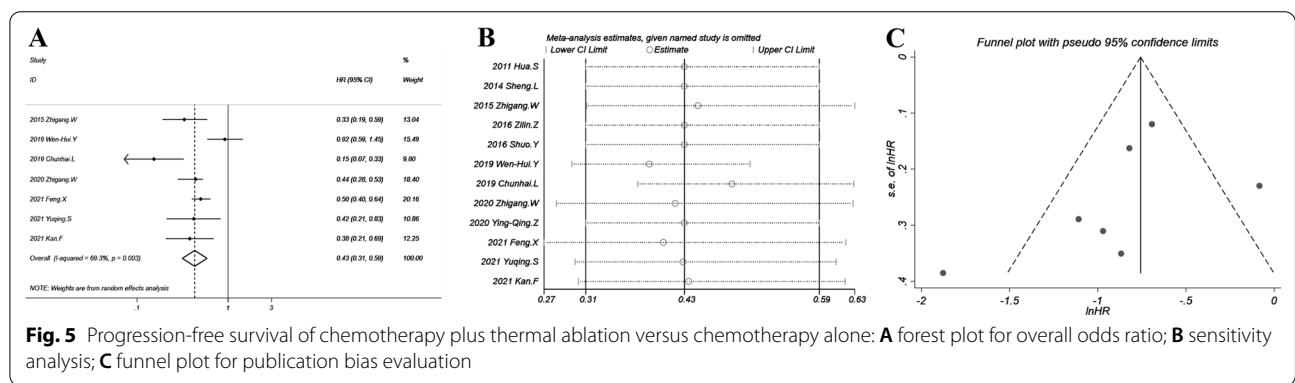 A
Study
%
ID
HR (95% CI)
Weight
2015 Zhigang.W
0.33 (0.19, 0.59)
13.04
2019 Wen-Hui.Y
0.92 (0.59, 1.45)
15.49
2019 Chunhai.L
0.15 (0.07, 0.33)
9.80
2020 Zhigang.W
0.44 (0.28, 0.53)
18.40
2021 Feng.X
0.50 (0.40, 0.64)
20.16
2021 Yuqing.S
0.42 (0.21, 0.83)
10.86
2021 Kan.F
0.38 (0.21, 0.69)
12.25
Overall (I-squared = 69.3%, p = 0.003)
0.43 (0.31, 0.59)
100.00
NOTE: Weights are from random effects analysis
.1
1
3
B
Meta-analysis estimates, given named study is omitted
Lower CI Limit
Estimate
Upper CI Limit
2011 Hua.S
2014 Sheng.L
2015 Zhigang.W
2016 Zilin.Z
2016 Shuo.Y
2019 Wen-Hui.Y
2019 Chunhai.L
2020 Zhigang.W
2020 Ying-Qing.Z
2021 Feng.X
2021 Yuqing.S
2021 Kan.F
0.27
0.31
0.43
0.59
0.63
C
Funnel plot with pseudo 95% confidence limits
s.e. of lnHR
0
.1
.2
.3
.4
-2
-1.5
-1
-.5
0
lnHR
Fig. 5 Progression-free survival of chemotherapy plus thermal ablation versus chemotherapy alone: A forest plot for overall odds ratio; B sensitivity
analysis; C funnel plot for publication bias evaluation